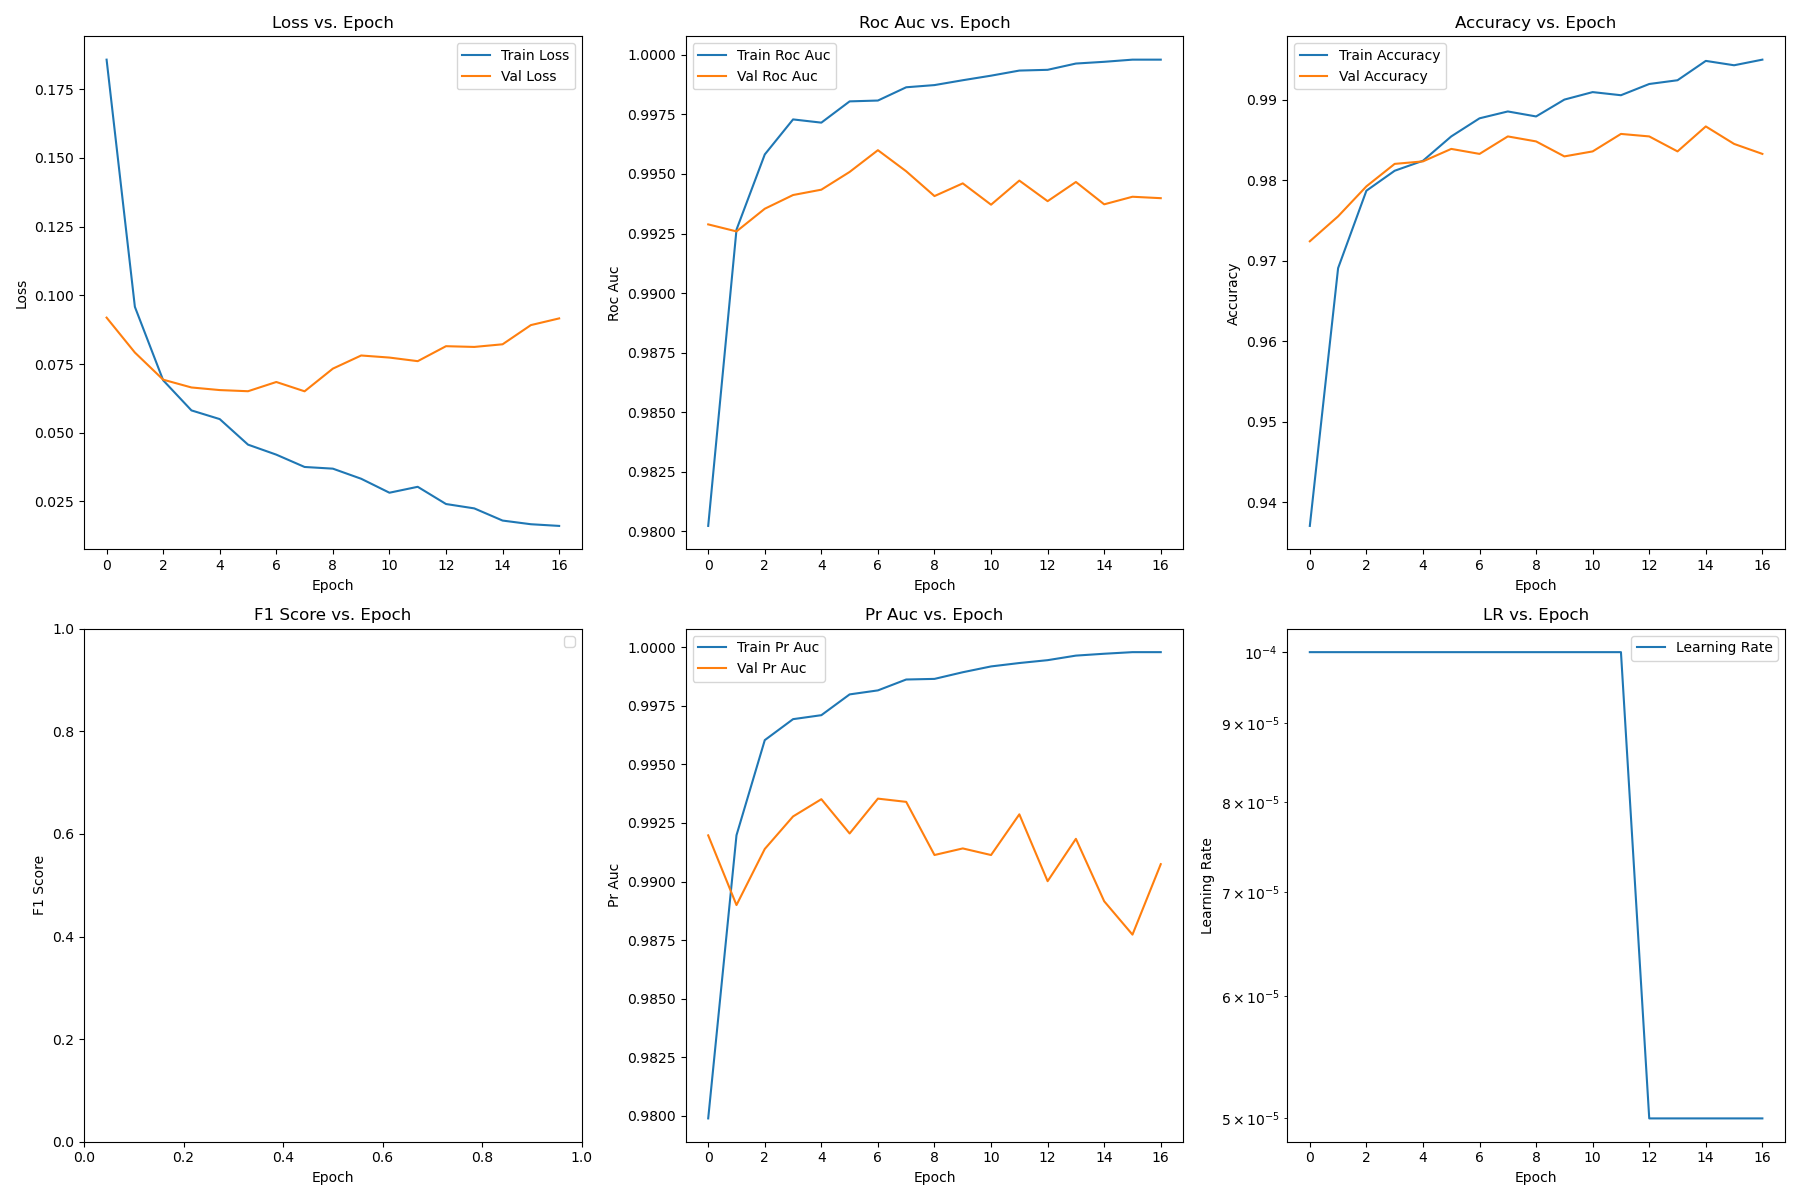 Loss vs. Epoch
Train Loss
Val Loss
0.175
0.150
0.125
0.100
0.075
0.050
0.025
Loss
0 2 4 6 8 10 12 14 16
Epoch
Roc Auc vs. Epoch
Train Roc Auc
Val Roc Auc
1.0000
0.9975
0.9950
0.9925
0.9900
0.9875
0.9850
0.9825
0.9800
Roc Auc
0 2 4 6 8 10 12 14 16
Epoch
Accuracy vs. Epoch
Train Accuracy
Val Accuracy
0.99
0.98
0.97
0.96
0.95
0.94
Accuracy
0 2 4 6 8 10 12 14 16
Epoch
F1 Score vs. Epoch
1.0
0.8
0.6
0.4
0.2
0.0
F1 Score
0.0 0.2 0.4 0.6 0.8 1.0
Epoch
Pr Auc vs. Epoch
Train Pr Auc
Val Pr Auc
1.0000
0.9975
0.9950
0.9925
0.9900
0.9875
0.9850
0.9825
0.9800
Pr Auc
0 2 4 6 8 10 12 14 16
Epoch
LR vs. Epoch
Learning Rate
10⁻⁴
9 × 10⁻⁵
8 × 10⁻⁵
7 × 10⁻⁵
6 × 10⁻⁵
5 × 10⁻⁵
Learning Rate
0 2 4 6 8 10 12 14 16
Epoch